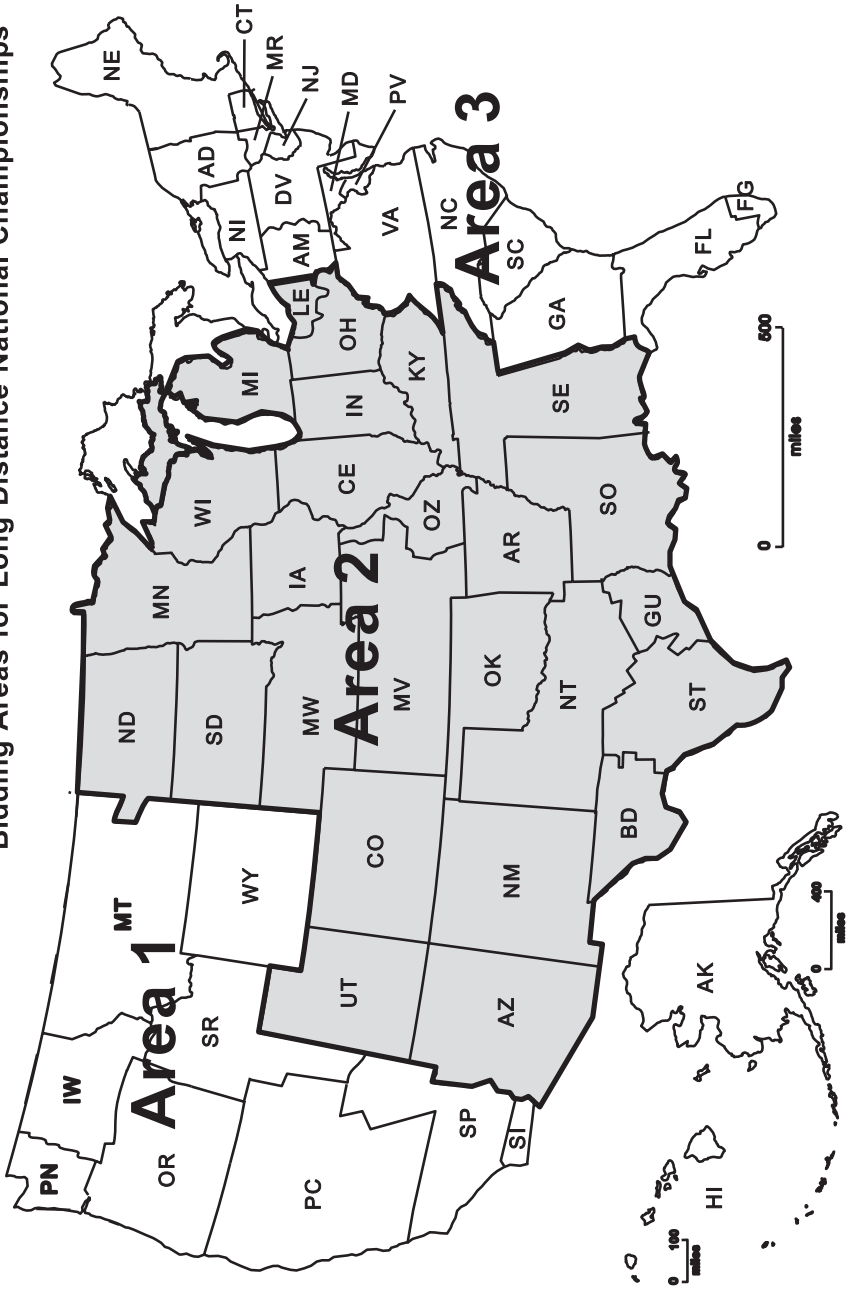 Bidding Areas for Long Distance National Championships
NE
CT
MR
NJ
MD
PV
AD
NI
DV
AM
VA
NC
SC
GA
FL
FG
Area 3
LE
OH
MI
IN
KY
SE
WI
CE
OZ
SO
AR
MN
IA
Area 2
ND
SD
MW
MV
OK
NT
GU
ST
BD
CO
NM
UT
AZ
MT
WY
Area 1
SR
IW
PN
OR
PC
SP
SI
AK
HI
0
500
miles
0
400
miles
0
100
miles